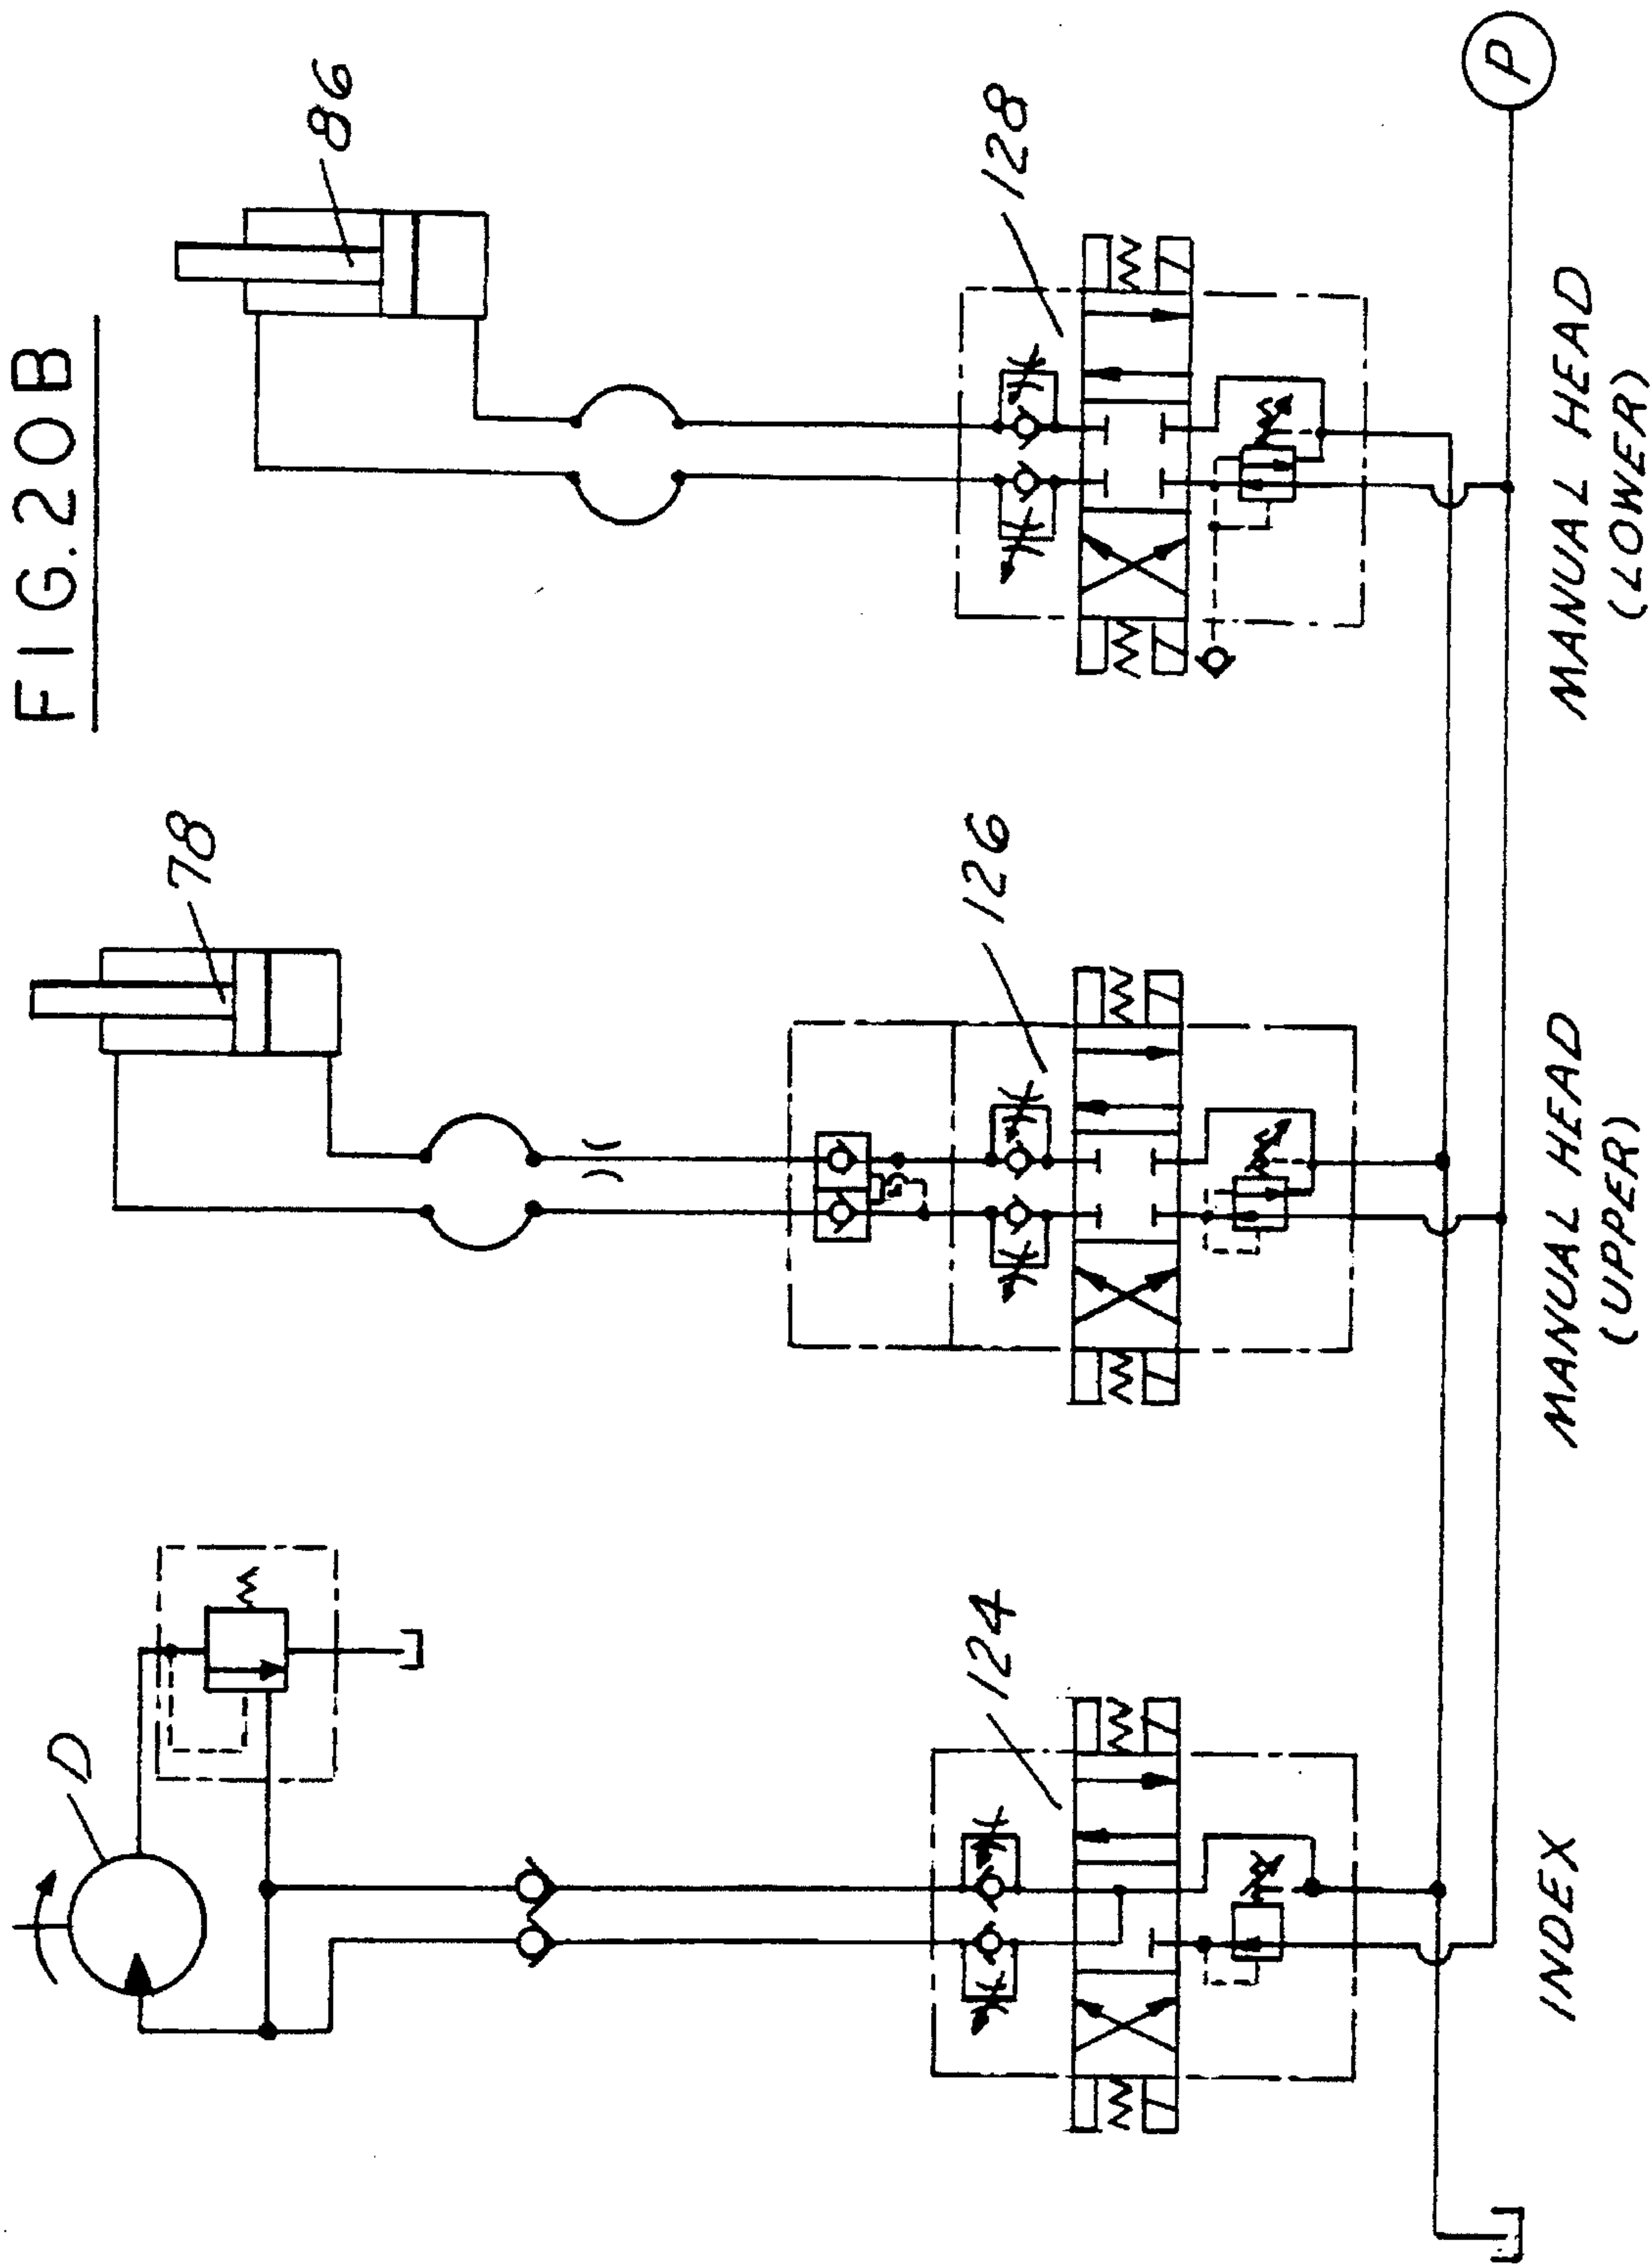 FIG.20B
D
78
86
124
126
128
P
INDEX
MANUAL HEAD
(UPPER)
MANUAL HEAD
(LOWER)